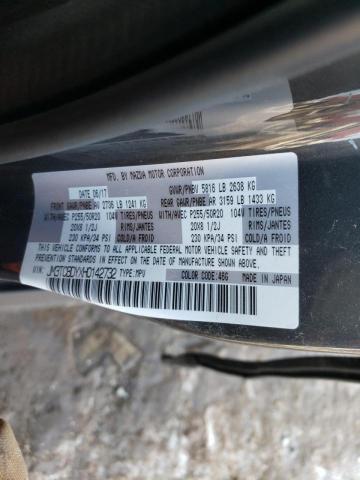 MFG. BY MAZDA MOTOR CORPORATION
DATE 06/17 GVWR/PNBV 5816 LB 2638 KG
FRONT GAWR/PNBE AV 2736 LB 1241 KG REAR GAWR/PNBE AR 3159 LB 1433 KG
WITH/AVEC P255/50R20 104V TIRES/PNEUS WITH/AVEC P255/50R20 104V TIRES/PNEUS
20X8 1/2J RIMS/JANTES 20X8 1/2J RIMS/JANTES
230 KPA/34 PSI COLD/A FROID 230 KPA/34 PSI COLD/A FROID
THIS VEHICLE CONFORMS TO ALL APPLICABLE FEDERAL MOTOR VEHICLE SAFETY AND THEFT
PREVENTION STANDARDS IN EFFECT ON THE DATE OF MANUFACTURE SHOWN ABOVE.
JM3TCBDYXH0142732 TYPE: MPV COLOR CODE: 46G MADE IN JAPAN